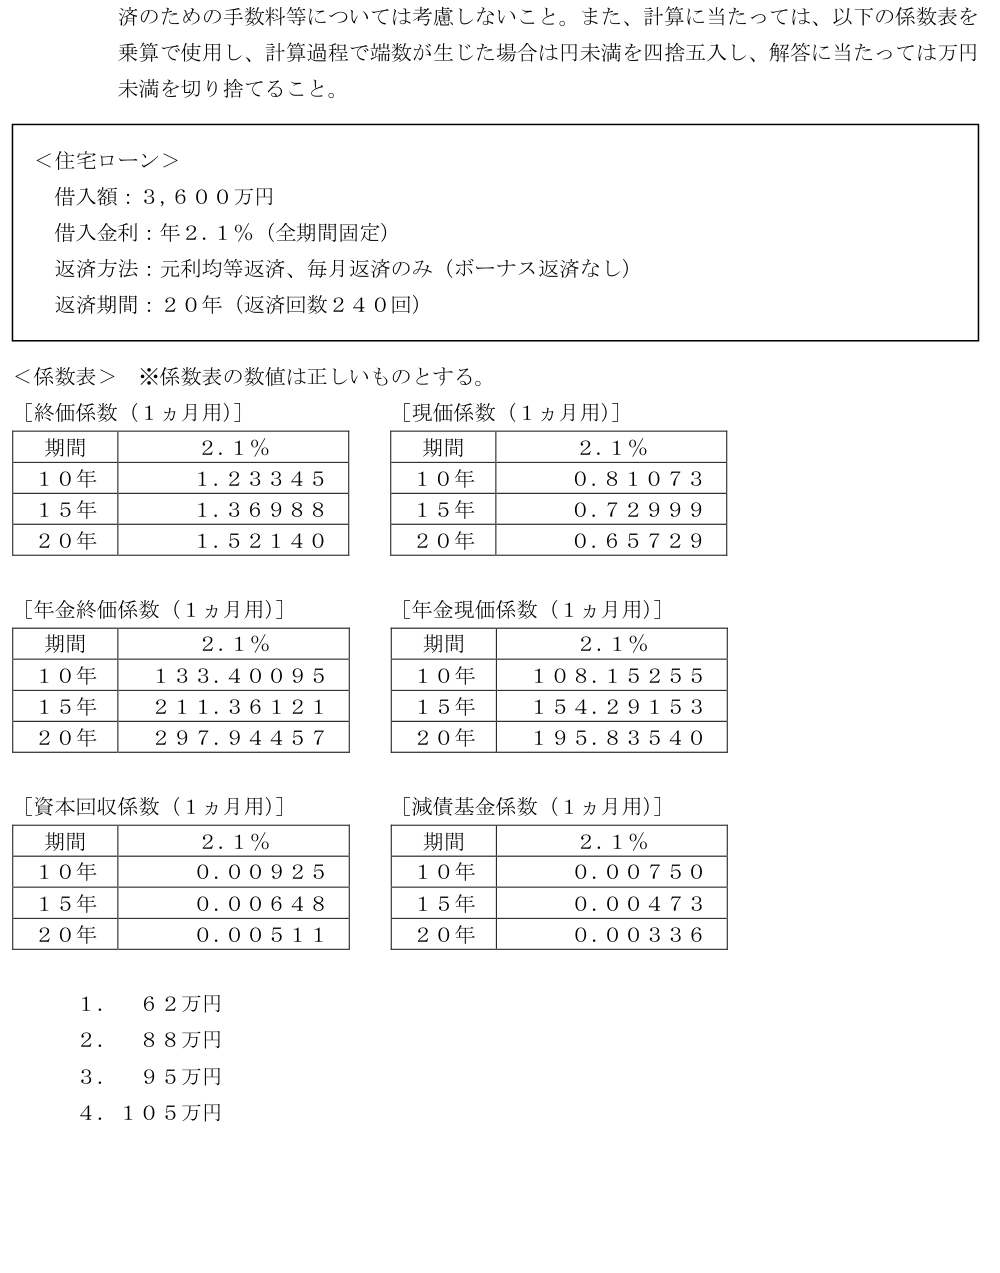 済のための手数料等については考慮しないこと。また、計算に当たっては、以下の係数表を
乗算で使用し、計算過程で端数が生じた場合は円未満を四捨五入し、解答に当たっては万円
未満を切り捨てること。
＜住宅ローン＞
借入額：３,６００万円
借入金利：年２.１％（全期間固定）
返済方法：元利均等返済、毎月返済のみ（ボーナス返済なし）
返済期間：２０年（返済回数２４０回）
＜係数表＞　※係数表の数値は正しいものとする。
［終価係数（１ヵ月用）］　［現価係数（１ヵ月用）］
期間　２.１％　期間　２.１％
１０年　１.２３３４５　１０年　０.８１０７３
１５年　１.３６９８８　１５年　０.７２９９９
２０年　１.５２１４０　２０年　０.６５７２９
［年金終価係数（１ヵ月用）］　［年金現価係数（１ヵ月用）］
期間　２.１％　期間　２.１％
１０年　１３３.４００９５　１０年　１０８.１５２５５
１５年　２１１.３６１２１　１５年　１５４.２９１５３
２０年　２９７.９４４５７　２０年　１９５.８３５４０
［資本回収係数（１ヵ月用）］　［減債基金係数（１ヵ月用）］
期間　２.１％　期間　２.１％
１０年　０.００９２５　１０年　０.００７５０
１５年　０.００６４８　１５年　０.００４７３
２０年　０.００５１１　２０年　０.００３３６
１.　６２万円
２.　８８万円
３.　９５万円
４.　１０５万円